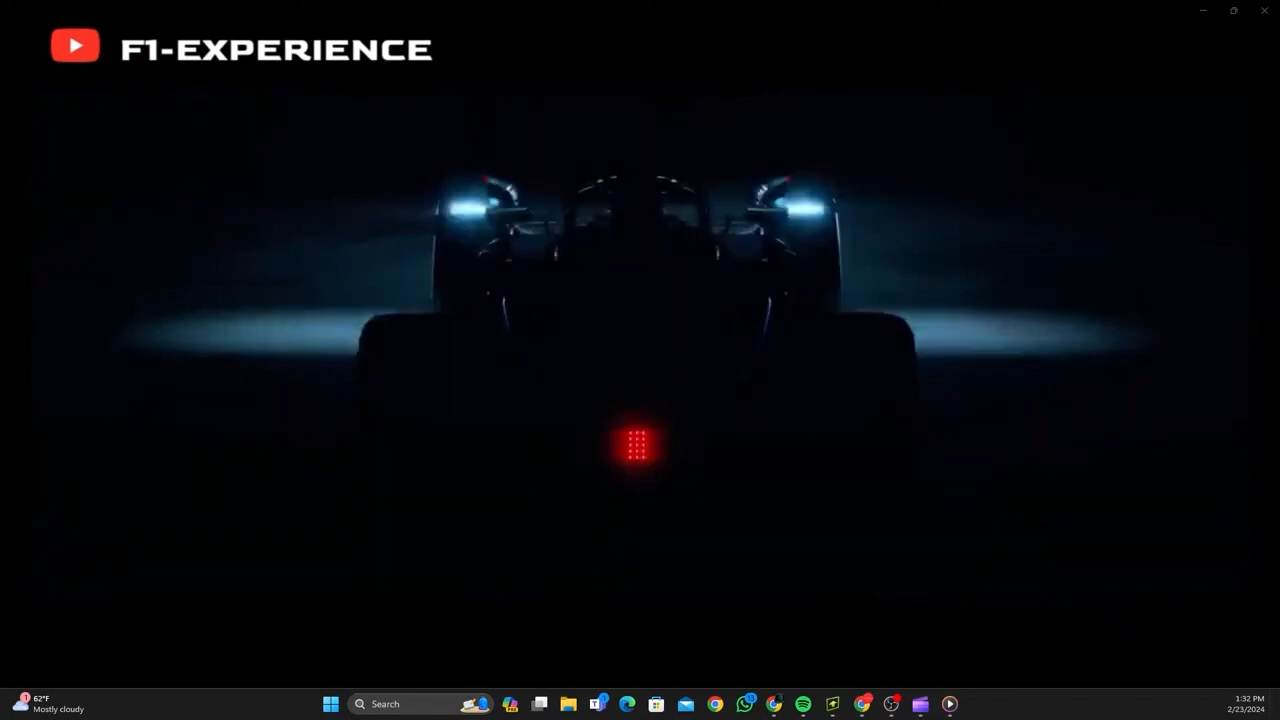 F1-EXPERIENCE
62°F
Mostly cloudy
Search
1:32 PM
2/23/2024